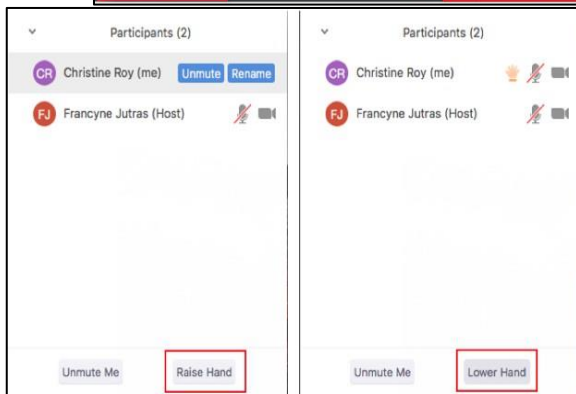 Participants (2)
CR Christine Roy (me) Unmute Rename
FJ Francyne Jutras (Host)
Unmute Me Raise Hand
Participants (2)
CR Christine Roy (me)
FJ Francyne Jutras (Host)
Unmute Me Lower Hand